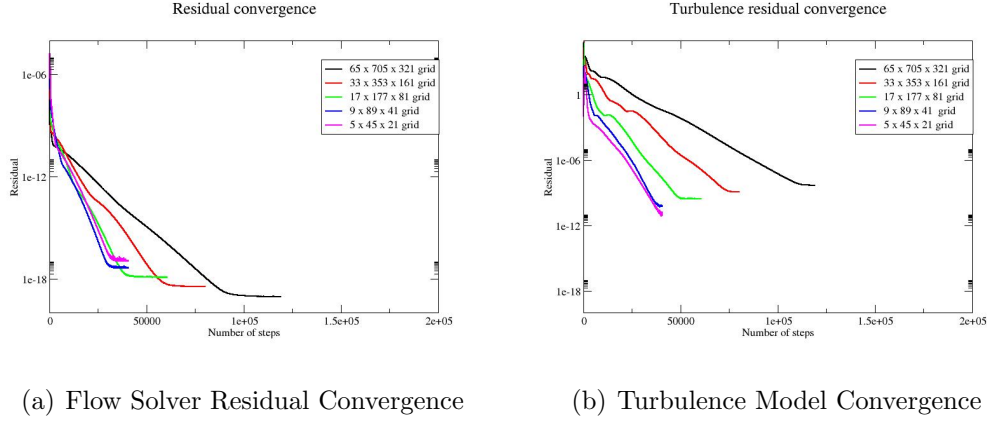 Residual convergence
1e-06
1e-12
1e-18
Residual
65 x 705 x 321 grid
33 x 353 x 161 grid
17 x 177 x 81 grid
9 x 89 x 41 grid
5 x 45 x 21 grid
0
50000
1e+05
1.5e+05
2e+05
Number of steps
Turbulence residual convergence
1
1e-06
1e-12
1e-18
Residual
65 x 705 x 321 grid
33 x 353 x 161 grid
17 x 177 x 81 grid
9 x 89 x 41 grid
5 x 45 x 21 grid
0
50000
1e+05
1.5e+05
2e+05
Number of steps
(a) Flow Solver Residual Convergence
(b) Turbulence Model Convergence